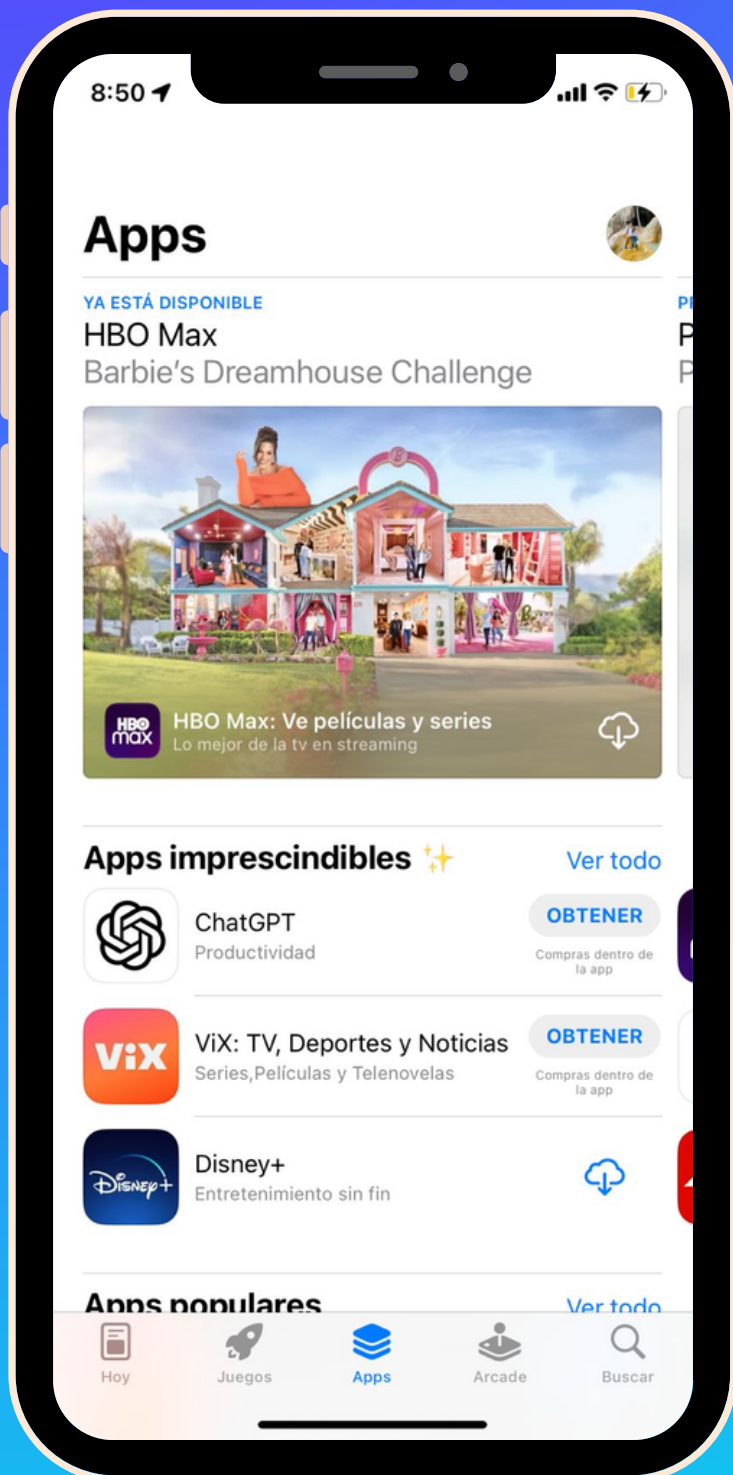 8:50
Apps
YA ESTÁ DISPONIBLE
HBO Max
Barbie's Dreamhouse Challenge
HBO
max
HBO Max: Ve películas y series
Lo mejor de la tv en streaming
Apps imprescindibles
Ver todo
ChatGPT
Productividad
OBTENER
Compras dentro de
la app
ViX
ViX: TV, Deportes y Noticias
Series,Películas y Telenovelas
OBTENER
Compras dentro de
la app
Disney+
Disney+
Entretenimiento sin fin
Apps populares
Ver todo
Hoy
Juegos
Apps
Arcade
Buscar